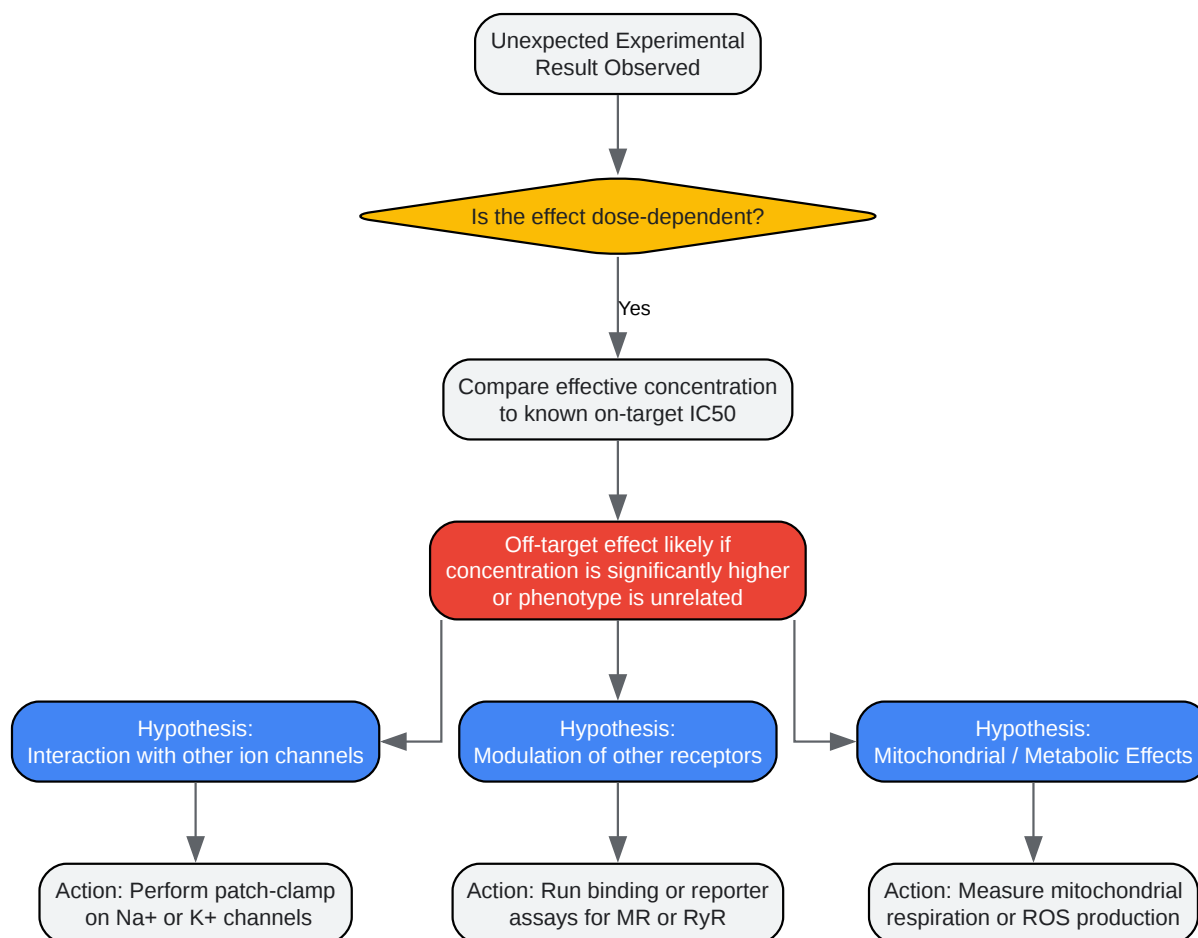 Unexpected Experimental
Result Observed
Is the effect dose-dependent?
Yes
Compare effective concentration
to known on-target IC50
Off-target effect likely if
concentration is significantly higher
or phenotype is unrelated
Hypothesis:
Interaction with other ion channels
Hypothesis:
Modulation of other receptors
Hypothesis:
Mitochondrial / Metabolic Effects
Action: Perform patch-clamp
on Na+ or K+ channels
Action: Run binding or reporter
assays for MR or RyR
Action: Measure mitochondrial
respiration or ROS production